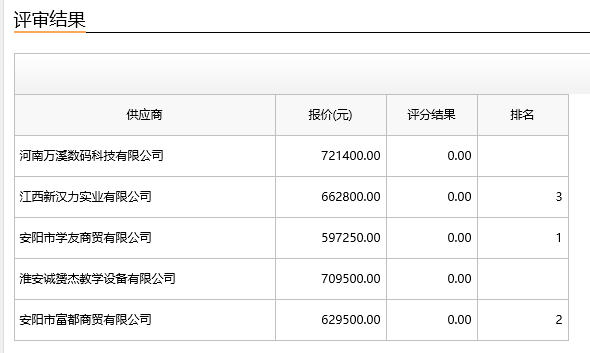 评审结果
供应商 报价(元) 评分结果 排名
河南万溪数码科技有限公司 721400.00 0.00
江西新汉力实业有限公司 662800.00 0.00 3
安阳市学友商贸有限公司 597250.00 0.00 1
淮安诚赟杰教学设备有限公司 709500.00 0.00
安阳市富都商贸有限公司 629500.00 0.00 2